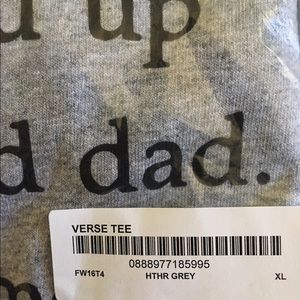 up
dad.
VERSE TEE
0888977185995
FW16T4 HTHR GREY XL